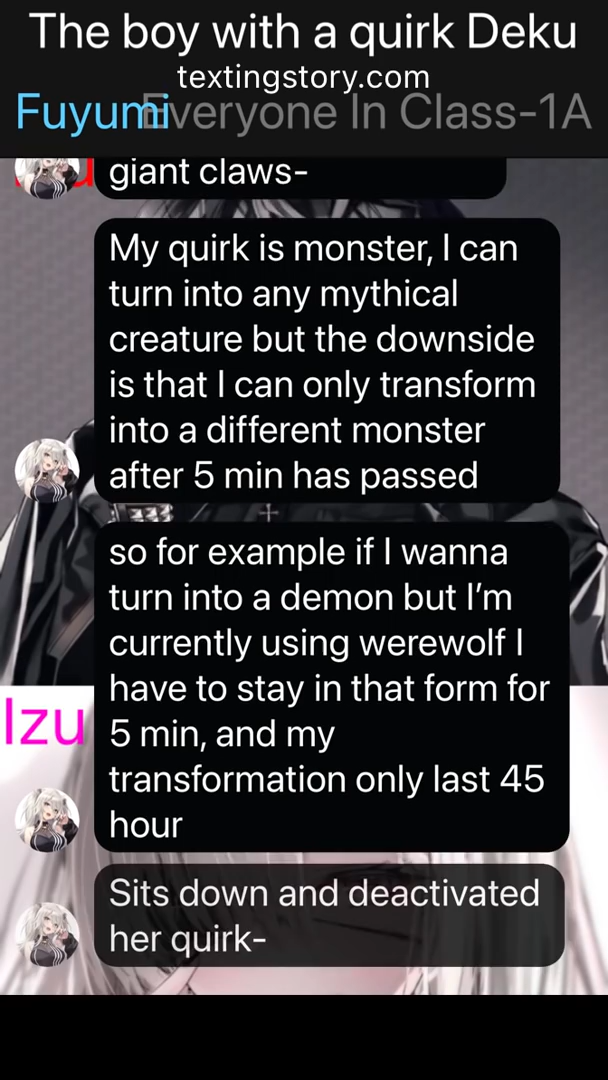 The boy with a quirk Deku
textingstory.com
Fuyumi
Everyone In Class-1A
giant claws-
My quirk is monster, I can
turn into any mythical
creature but the downside
is that I can only transform
into a different monster
after 5 min has passed
so for example if I wanna
turn into a demon but I’m
currently using werewolf I
have to stay in that form for
Izu
5 min, and my
transformation only last 45
hour
Sits down and deactivated
her quirk-